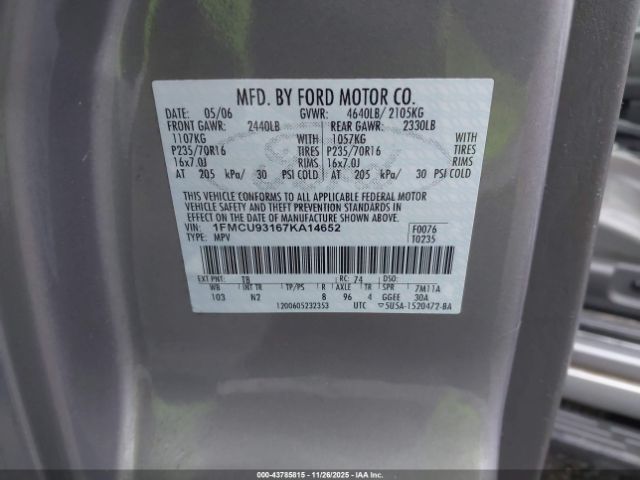 MFD. BY FORD MOTOR CO.
DATE: 05/06 GVWR: 4640LB/ 2105KG
FRONT GAWR: 2440LB REAR GAWR: 2330LB
1107KG WITH 1057KG WITH
P235/70R16 TIRES P235/70R16 TIRES
16x7.0J RIMS 16x7.0J RIMS
AT 205 kPa/ 30 PSI COLD AT 205 kPa/ 30 PSI COLD
THIS VEHICLE CONFORMS TO ALL APPLICABLE FEDERAL MOTOR
VEHICLE SAFETY AND THEFT PREVENTION STANDARDS IN
EFFECT ON THE DATE OF MANUFACTURE SHOWN ABOVE.
VIN: 1FMCU93167KA14652 F0076
TYPE: MPV T0235
EXT PNT: T8 RC: 74 DSO:
WB INT TR TP/PS R AXLE TR SPR 7M11A
103 N2 8 96 4 GGEE 30A
1200605232353 UTC 5U5A-1520472-BA
000-43785815 - 11/26/2025 - IAAI.COM